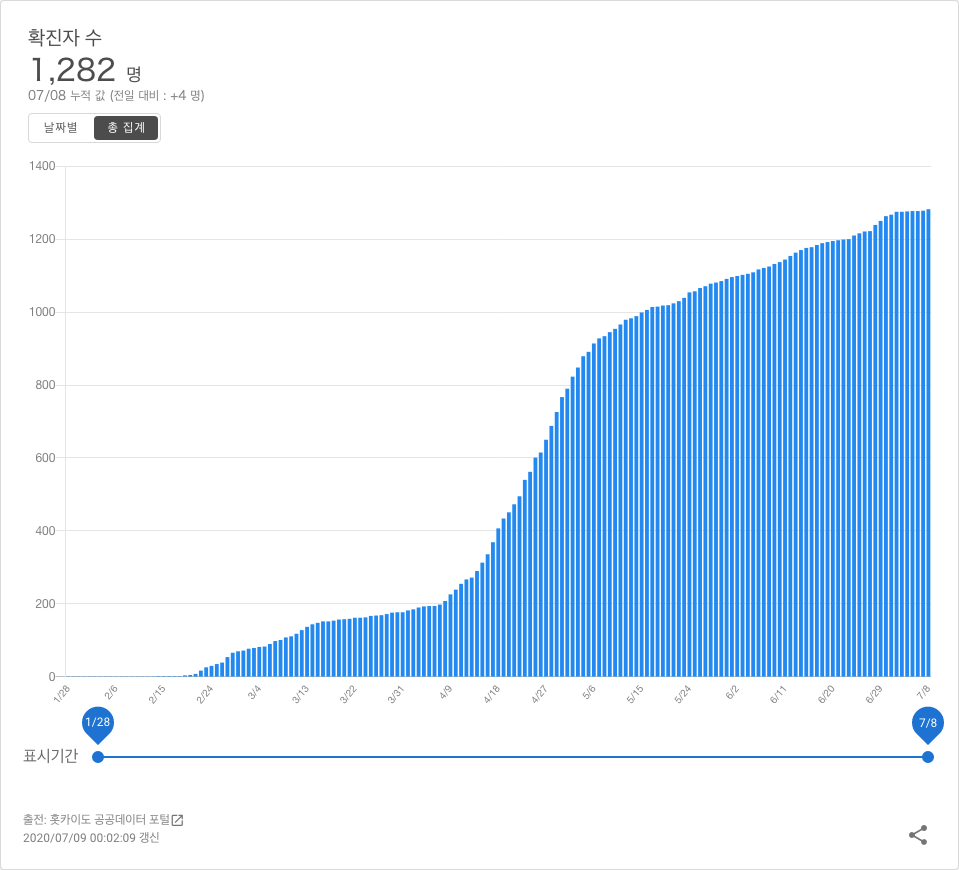 확진자 수
1,282 명
07/08 누적 값 (전일 대비 : +4 명)
날짜별 총 집계
1400
1200
1000
800
600
400
200
0
1/28 2/6 2/15 2/24 3/4 3/13 3/22 3/31 4/9 4/18 4/27 5/6 5/15 5/24 6/2 6/11 6/20 6/29 7/8
1/28 7/8
표시기간
출전: 홋카이도 공공데이터 포털
2020/07/09 00:02:09 갱신